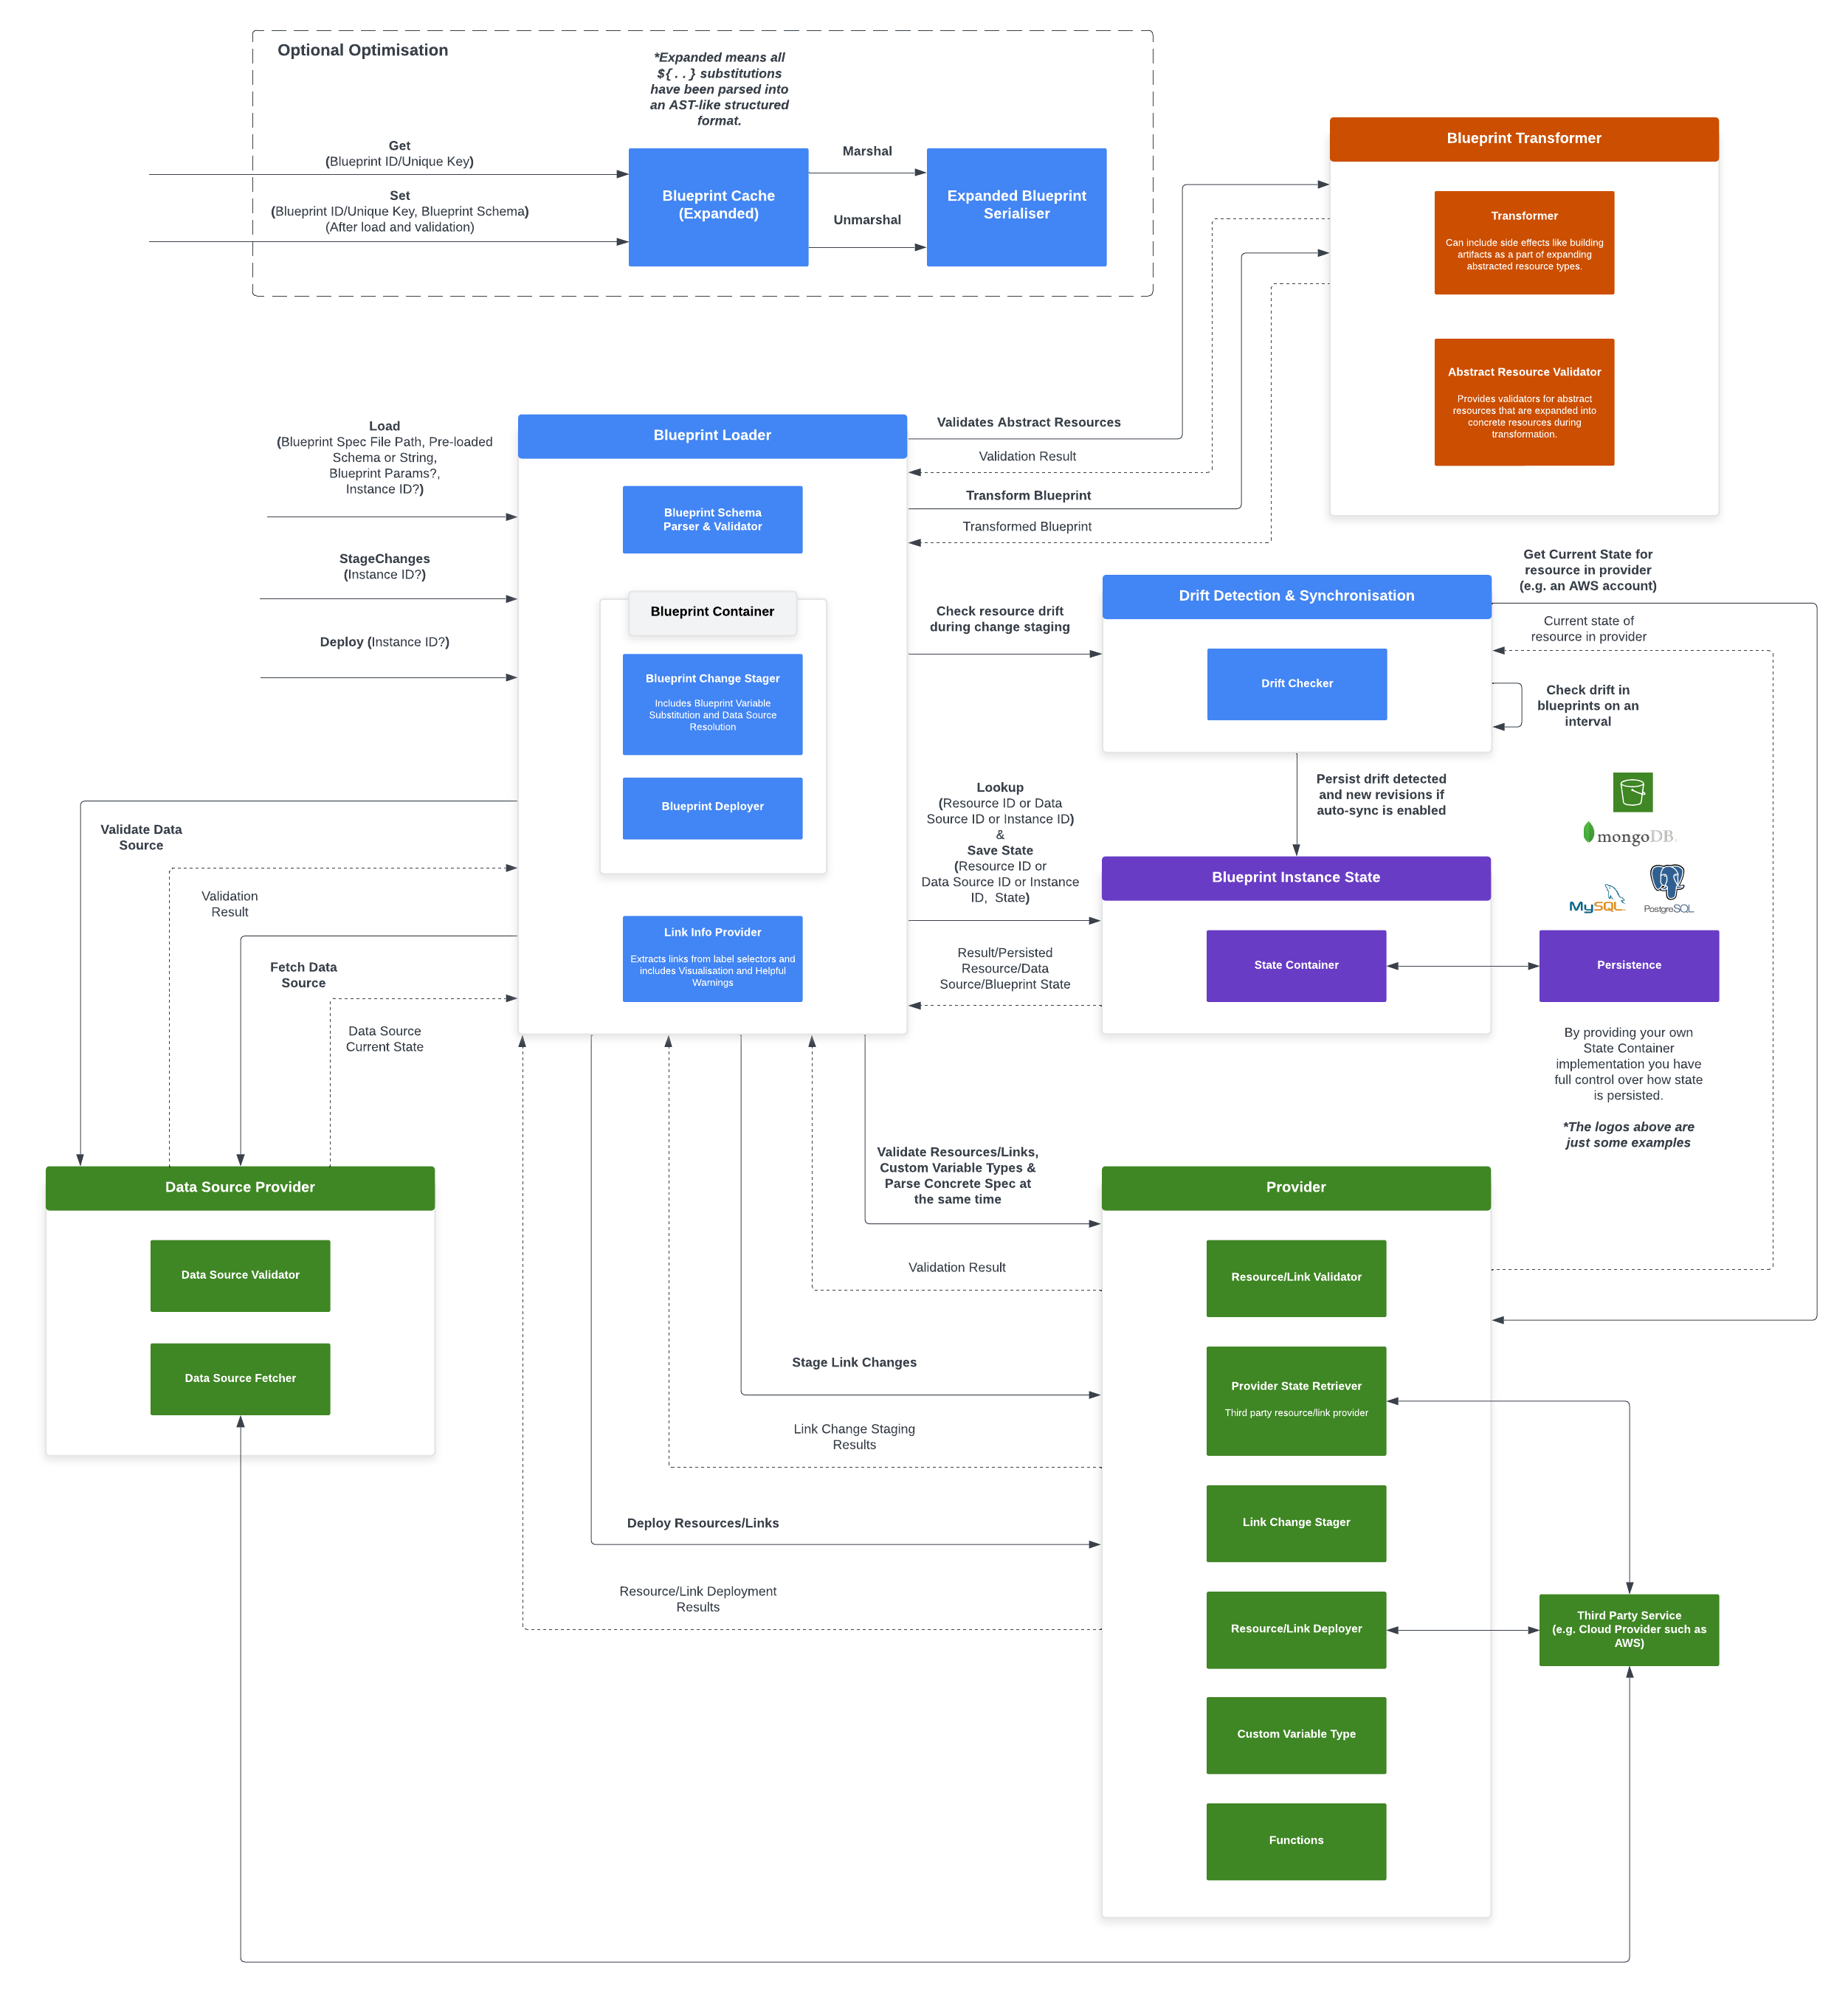 Optional Optimisation
*Expanded means all
${..} substitutions
have been parsed into
an AST-like structured
format.
Get
(Blueprint ID/Unique Key)
Set
(Blueprint ID/Unique Key, Blueprint Schema)
(After load and validation)
Blueprint Cache
(Expanded)
Marshal
Unmarshal
Expanded Blueprint
Serialiser
Blueprint Transformer
Transformer
Can include side effects like building
artifacts as a part of expanding
abstracted resource types.
Abstract Resource Validator
Provides validators for abstract
resources that are expanded into
concrete resources during
transformation.
Load
(Blueprint Spec File Path, Pre-loaded
Schema or String,
Blueprint Params?,
Instance ID?)
StageChanges
(Instance ID?)
Deploy (Instance ID?)
Blueprint Loader
Blueprint Schema
Parser & Validator
Blueprint Container
Blueprint Change Stager
Includes Blueprint Variable
Substitution and Data Source
Resolution
Blueprint Deployer
Link Info Provider
Extracts links from label selectors and
includes Visualisation and Helpful
Warnings
Validates Abstract Resources
Validation Result
Transform Blueprint
Transformed Blueprint
Check resource drift
during change staging
Drift Detection & Synchronisation
Drift Checker
Get Current State for
resource in provider
(e.g. an AWS account)
Current state of
resource in provider
Check drift in
blueprints on an
interval
Persist drift detected
and new revisions if
auto-sync is enabled
Lookup
(Resource ID or Data
Source ID or Instance ID)
&
Save State
(Resource ID or
Data Source ID or Instance
ID, State)
Result/Persisted
Resource/Data
Source/Blueprint State
Blueprint Instance State
State Container
mongoDB
MySQL
PostgreSQL
Persistence
By providing your own
State Container
implementation you have
full control over how state
is persisted.
*The logos above are
just some examples
Validate Data
Source
Validation
Result
Fetch Data
Source
Data Source
Current State
Data Source Provider
Data Source Validator
Data Source Fetcher
Validate Resources/Links,
Custom Variable Types &
Parse Concrete Spec at
the same time
Validation Result
Stage Link Changes
Link Change Staging
Results
Deploy Resources/Links
Resource/Link Deployment
Results
Provider
Resource/Link Validator
Provider State Retriever
Third party resource/link provider
Link Change Stager
Resource/Link Deployer
Custom Variable Type
Functions
Third Party Service
(e.g. Cloud Provider such as
AWS)